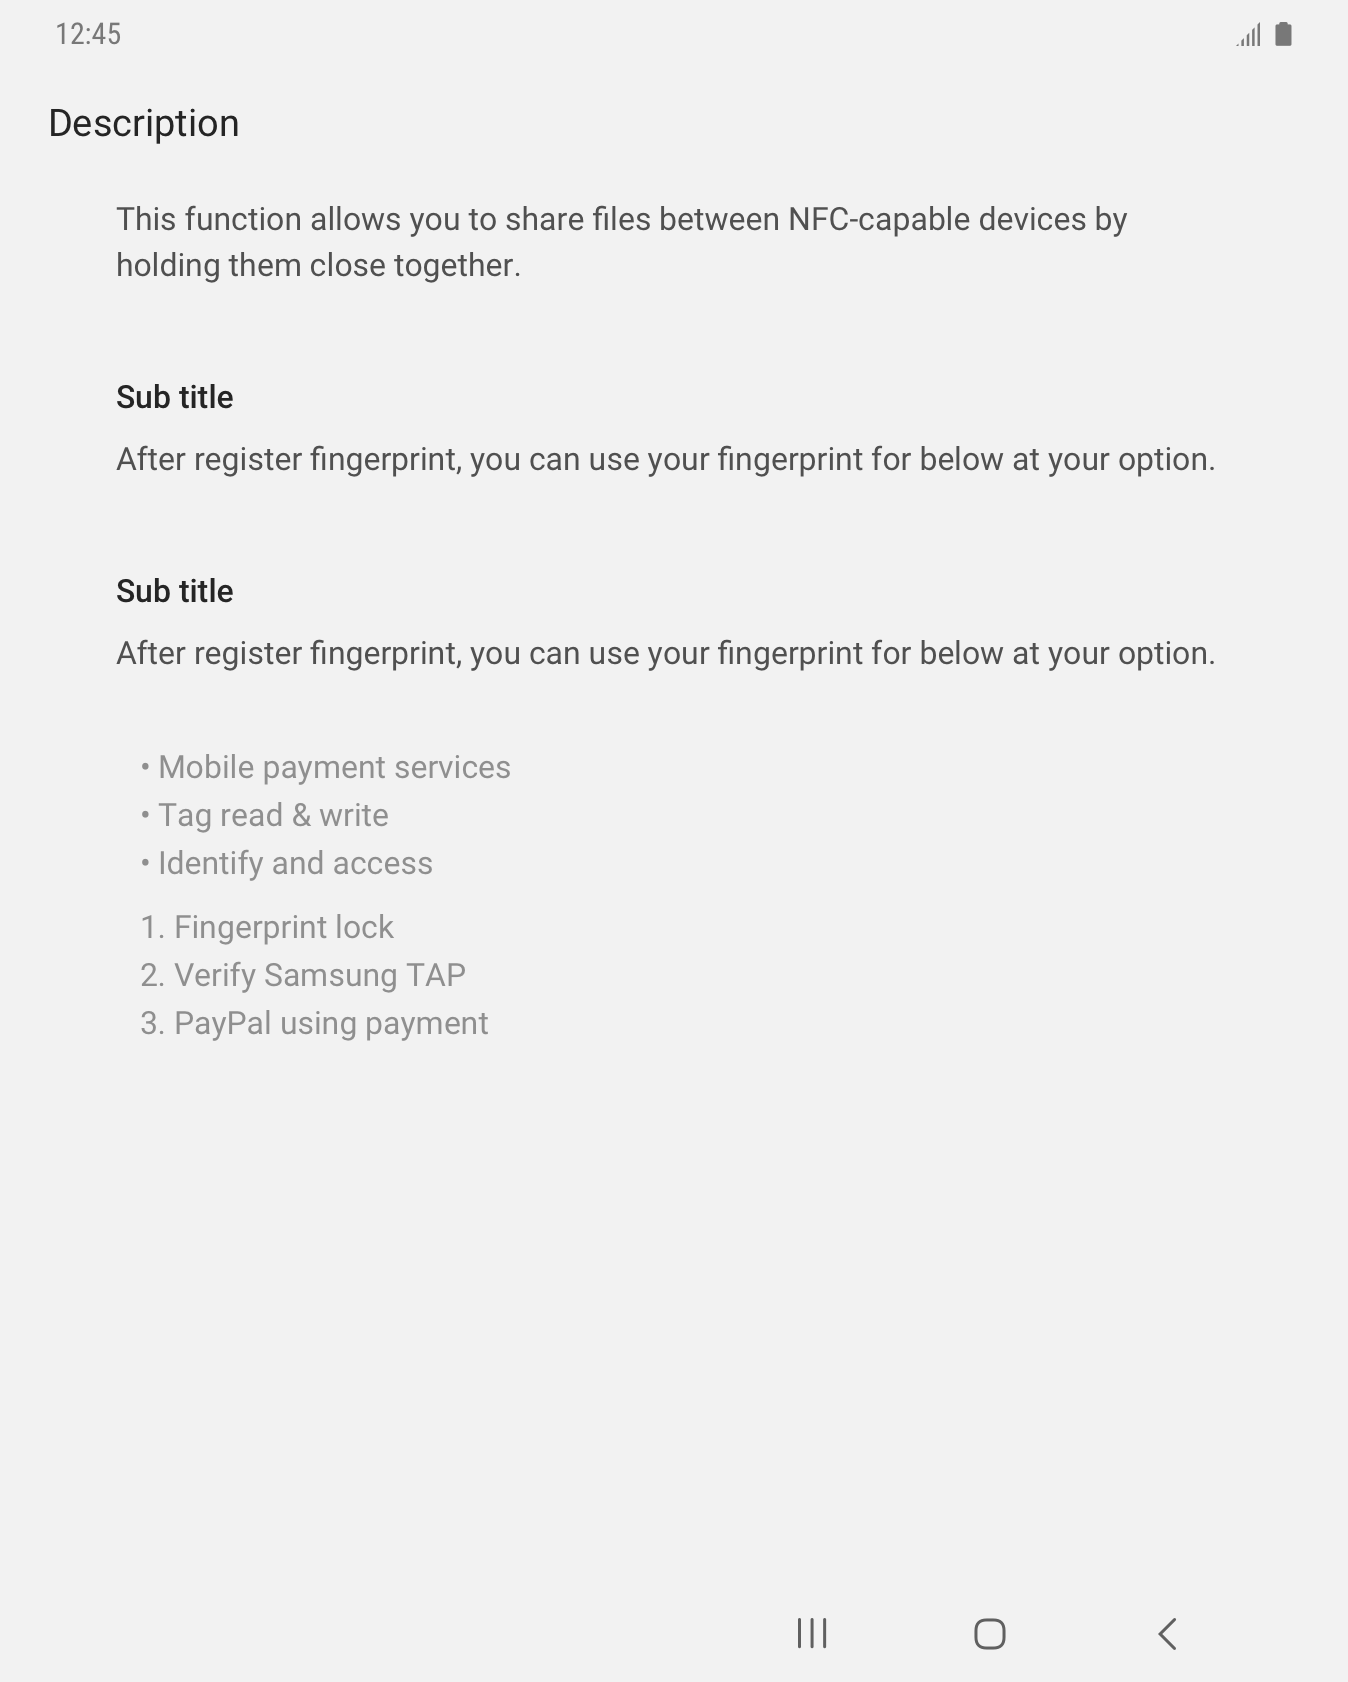 12:45
Description
This function allows you to share files between NFC-capable devices by
holding them close together.
Sub title
After register fingerprint, you can use your fingerprint for below at your option.
Sub title
After register fingerprint, you can use your fingerprint for below at your option.
• Mobile payment services
• Tag read & write
• Identify and access
1. Fingerprint lock
2. Verify Samsung TAP
3. PayPal using payment